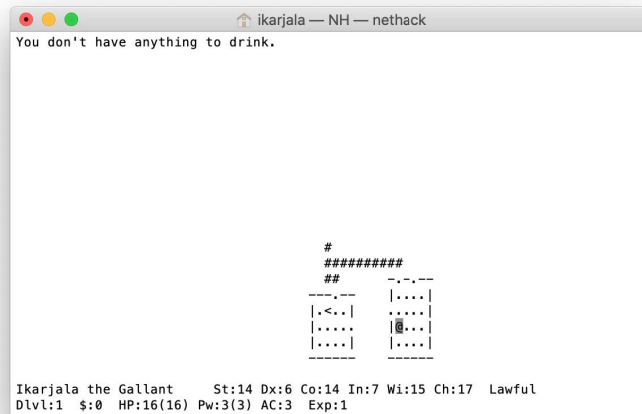 ikarjala — NH — nethack
You don't have anything to drink.
#
##########
## -.-.--
---.-- |....|
|.<..| .....|
|..... |@...|
|....| |....|
------ ------
Ikarjala the Gallant St:14 Dx:6 Co:14 In:7 Wi:15 Ch:17 Lawful
Dlvl:1 $:0 HP:16(16) Pw:3(3) AC:3 Exp:1